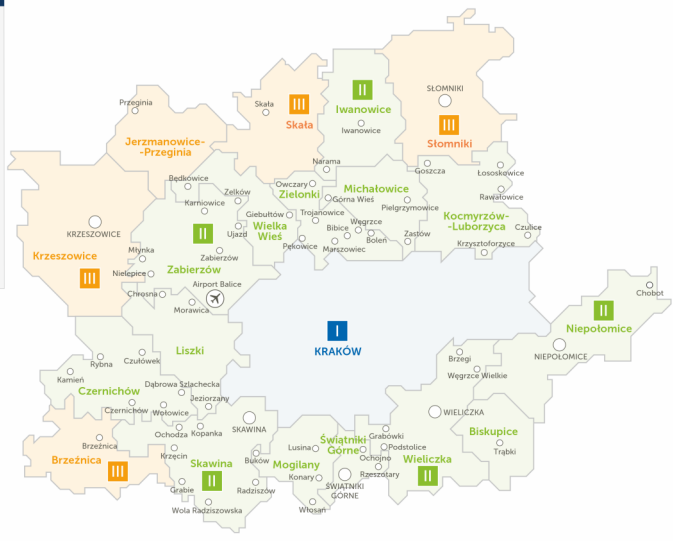 SŁOMNIKI
II
III
Skała
III
Przeginia
Skała
Iwanowice
III
Iwanowice
Słomniki
Jerzmanowice-
-Przeginia
Narama
Goszcza
Łososkowice
Będkowice
Owczary
Michałowice
Zielonki
Zelków
Rawałowice
Górna Wieś
Karniowice
Pielgrzymowice
Giebułtów
Trojanowice
Kocmyrzów-
-Luborzyca
Węgrzce
Wielka
Wieś
Bibice
Czulice
KRZESZOWICE
II
Ujazd
Zastów
Boleń
Pękowice
Marszowiec
Krzysztoforzyce
Młynka
Krzeszowice
Zabierzów
Nielepice
Zabierzów
III
Airport Balice
Chobot
Chrosna
Morawica
II
Niepołomice
I
KRAKÓW
Liszki
NIEPOŁOMICE
Brzegi
Rybna
Czułówek
Węgrzce Wielkie
Kamień
Dąbrowa Szlachecka
Czernichów
Jeziorzany
Czernichów
Wołowice
WIELICZKA
SKAWINA
Ochodza
Kopanka
Grabówki
Biskupice
Brzeźnica
Świątniki
Górne
Lusina
Podstolice
Trąbki
Krzęcin
Ochojno
Brzeźnica
III
Skawina
Buków
Mogilany
Wieliczka
Rzeszotary
II
Konary
II
Grabie
Radziszów
ŚWIĄTNIKI
GÓRNE
Wola Radziszowska
Włosań